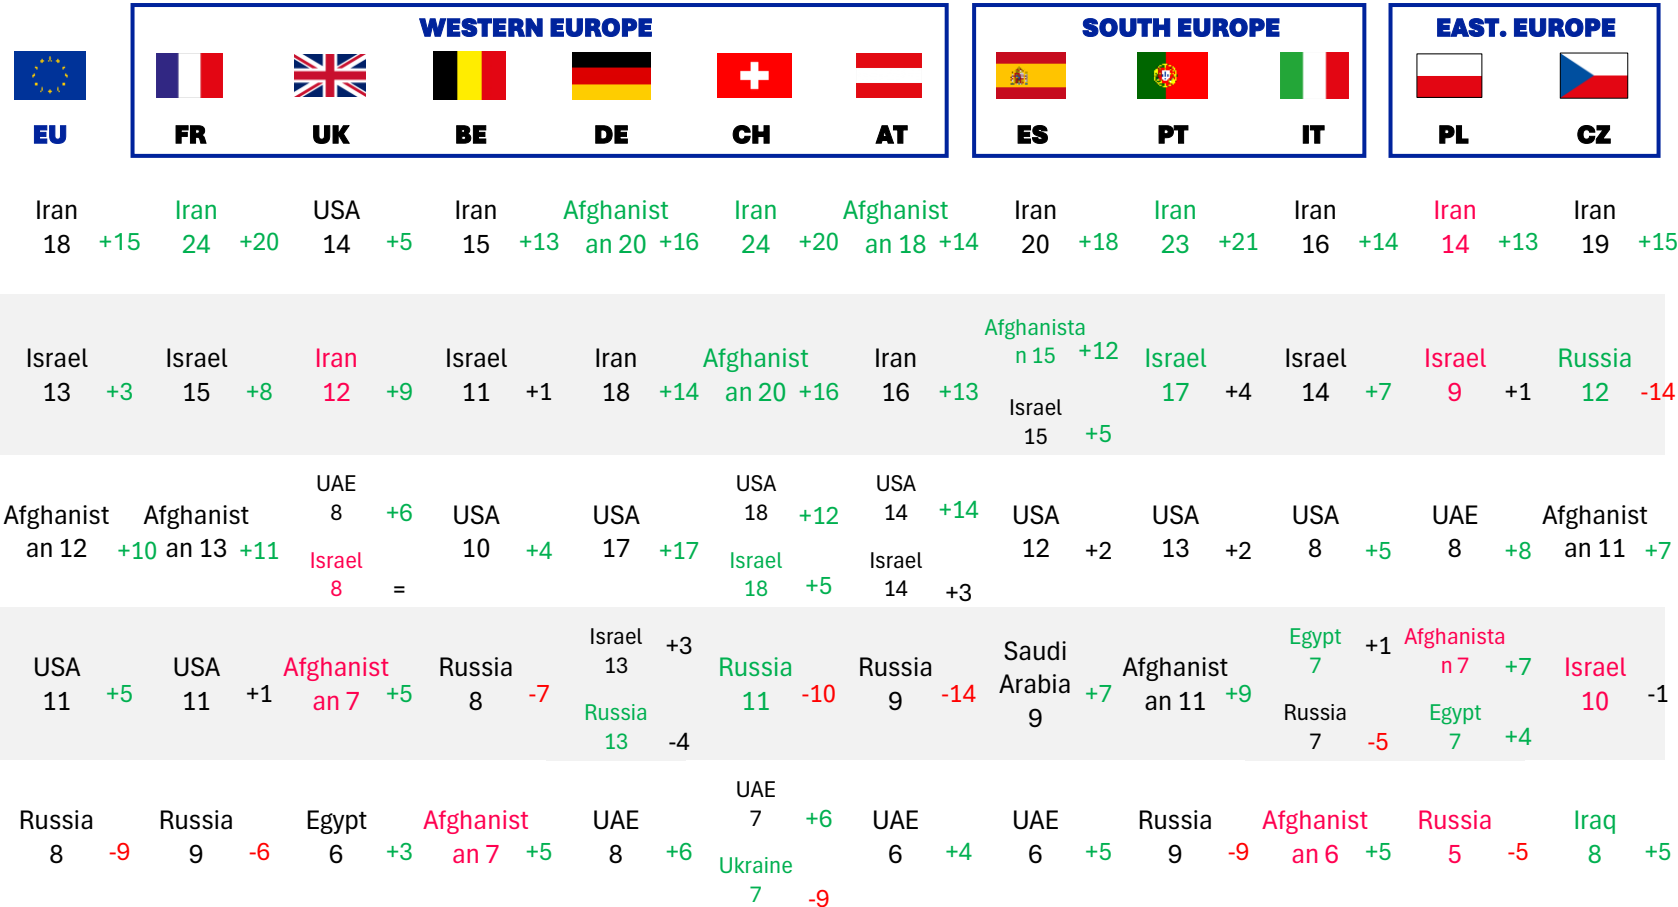 WESTERN EUROPE SOUTH EUROPE EAST. EUROPE
EU FR UK BE DE CH AT ES PT IT PL CZ
Iran Iran USA Iran Afghanist Iran Afghanist Iran Iran Iran Iran Iran
18 +15 24 +20 14 +5 15 +13 an 20 +16 24 +20 an 18 +14 20 +18 23 +21 16 +14 14 +13 19 +15
Afghanista
n 15 +12
Israel Israel Iran Israel Iran Afghanist Iran Israel Israel Israel Russia
13 +3 15 +8 12 +9 11 +1 18 +14 an 20 +16 16 +13 17 +4 14 +7 9 +1 12 -14
Israel
15 +5
UAE USA USA
8 +6 18 +12 14 +14
Afghanist Afghanist USA USA USA USA USA UAE Afghanist
an 12 +10 an 13 +11 10 +4 17 +17 12 +2 13 +2 8 +5 8 +8 an 11 +7
Israel Israel Israel
8 = 18 +5 14 +3
Israel Egypt Afghanista
13 +3 7 +1 n 7 +7
USA USA Afghanist Russia Russia Russia Saudi Afghanist Israel
11 +5 11 +1 an 7 +5 8 -7 11 -10 9 -14 Arabia +7 an 11 +9 10 -1
9
Russia Russia Egypt
13 -4 7 -5 7 +4
UAE
7 +6
Russia Russia Egypt Afghanist UAE UAE UAE Russia Afghanist Russia Iraq
8 -9 9 -6 6 +3 an 7 +5 8 +6 6 +4 6 +5 9 -9 an 6 +5 5 -5 8 +5
Ukraine
7 -9